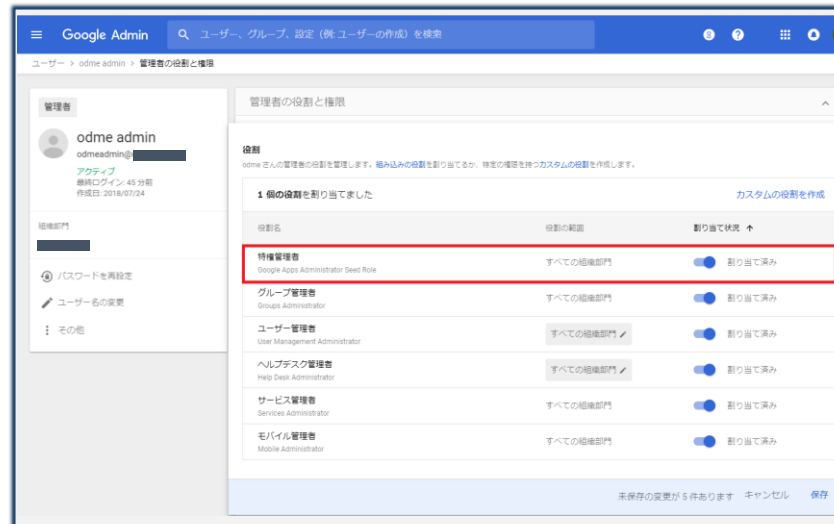 Google Admin
ユーザー、グループ、設定（例: ユーザーの作成）を検索
ユーザー > odme admin > 管理者の役割と権限
管理者
odme admin
odmeadmin@
アクティブ
最終ログイン: 45 分前
作成日: 2018/07/24
組織部門
パスワードを再設定
ユーザー名の変更
その他
管理者の役割と権限
役割
odme さんの管理者の役割を管理します。組み込みの役割を割り当てるか、特定の権限を持つカスタムの役割を作成します。
1 個の役割を割り当てました
カスタムの役割を作成
役割名 役割の範囲 割り当て状況
特権管理者 すべての組織部門 割り当て済み
Google Apps Administrator Seed Role
グループ管理者 すべての組織部門 割り当て済み
Groups Administrator
ユーザー管理者 すべての組織部門 割り当て済み
User Management Administrator
ヘルプデスク管理者 すべての組織部門 割り当て済み
Help Desk Administrator
サービス管理者 すべての組織部門 割り当て済み
Services Administrator
モバイル管理者 すべての組織部門 割り当て済み
Mobile Administrator
未保存の変更が 5 件あります キャンセル 保存